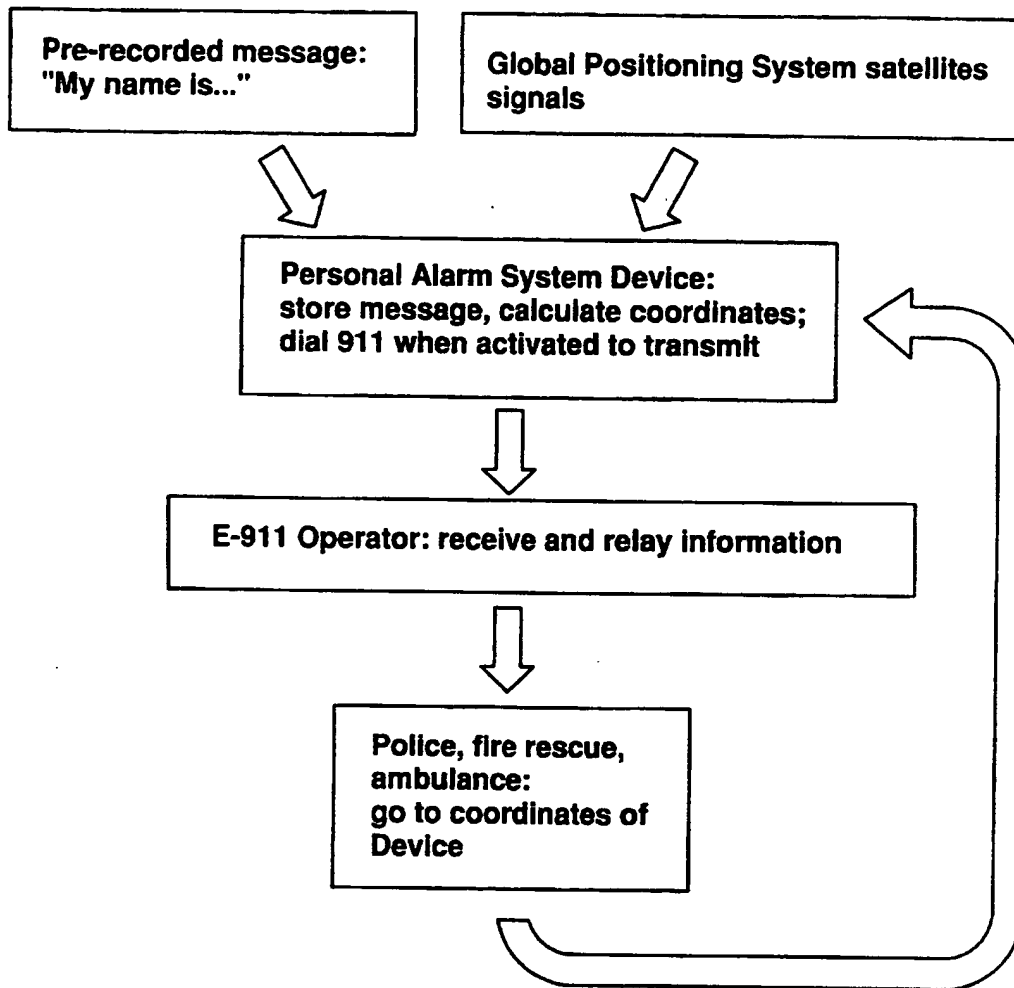 Pre-recorded message:
"My name is..."
Global Positioning System satellites
signals
Personal Alarm System Device:
store message, calculate coordinates;
dial 911 when activated to transmit
E-911 Operator: receive and relay information
Police, fire rescue,
ambulance:
go to coordinates of
Device